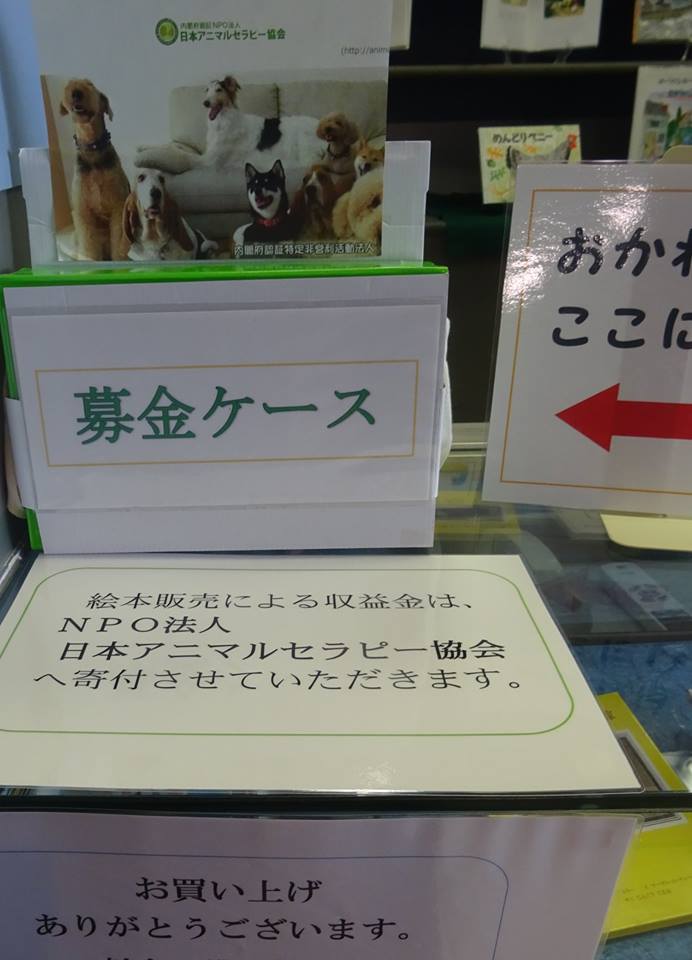 内閣府認証NPO法人
日本アニマルセラピー協会
(http://anima
内閣府認証特定非営利活動法人
めんどりペニー
募金ケース
おかね
ここに
絵本販売による収益金は、
NPO法人
日本アニマルセラピー協会
へ寄付させていただきます。
お買い上げ
ありがとうございます。